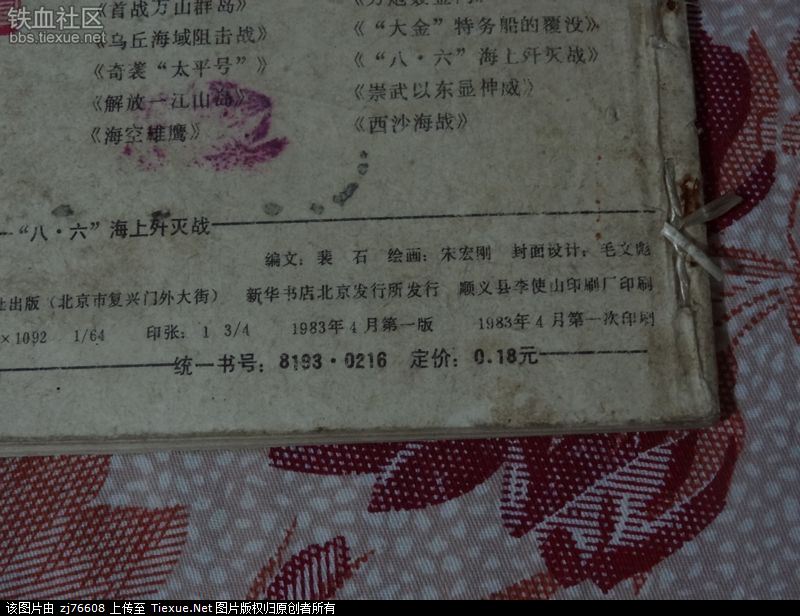 铁血社区
bbs.tiexue.net
《首战万山群岛》
《乌丘海域阻击战》
《奇袭“太平号”》
《解放一江山岛》
《海空雄鹰》
《“大金”特务船的覆没》
《“八·六”海上歼灭战》
《崇武以东显神威》
《西沙海战》
“八·六”海上歼灭战
编文：裴 石 绘画：宋宏刚 封面设计：毛文彪
社出版（北京市复兴门外大街） 新华书店北京发行所发行 顺义县李使山印刷厂印刷
×1092 1/64 印张：1 3/4 1983年4月第一版 1983年4月第一次印刷
统一书号：8193·0216 定价：0.18元
图片由 zj76608 上传至 Tiexue.Net 图片版权归原创者所有